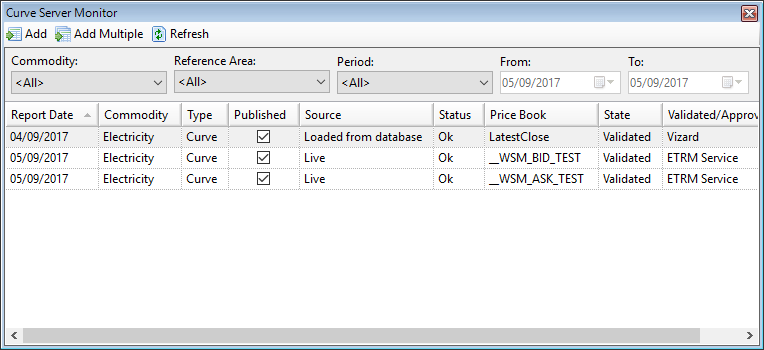 Curve Server Monitor
Add Add Multiple Refresh
Commodity: Reference Area: Period: From: To:
<All> <All> <All> 05/09/2017 05/09/2017
Report Date Commodity Type Published Source Status Price Book State Validated/Approv
04/09/2017 Electricity Curve Loaded from database Ok LatestClose Validated Vizard
05/09/2017 Electricity Curve Live Ok __WSM_BID_TEST Validated ETRM Service
05/09/2017 Electricity Curve Live Ok __WSM_ASK_TEST Validated ETRM Service